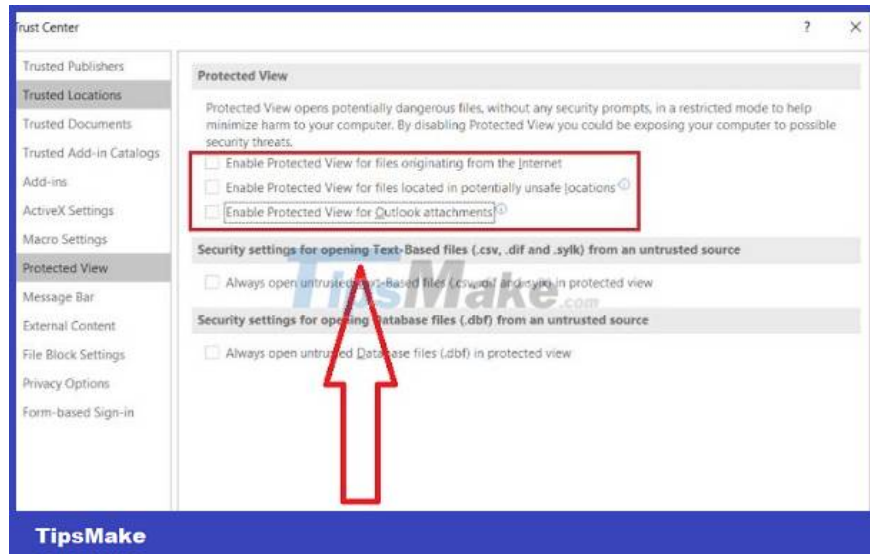 Trust Center
? ×
Trusted Publishers
Trusted Locations
Trusted Documents
Trusted Add-in Catalogs
Add-ins
ActiveX Settings
Macro Settings
Protected View
Message Bar
External Content
File Block Settings
Privacy Options
Form-based Sign-in
Protected View
Protected View opens potentially dangerous files, without any security prompts, in a restricted mode to help
minimize harm to your computer. By disabling Protected View you could be exposing your computer to possible
security threats.
Enable Protected View for files originating from the Internet
Enable Protected View for files located in potentially unsafe locations
Enable Protected View for Outlook attachments
Security settings for opening Text-Based files (.csv, .dif and .sylk) from an untrusted source
Always open untrusted Text-Based files (.csv, .dif and .sylk) in protected view
TipsMake.com
Security settings for opening Database files (.dbf) from an untrusted source
Always open untrusted Database files (.dbf) in protected view
TipsMake